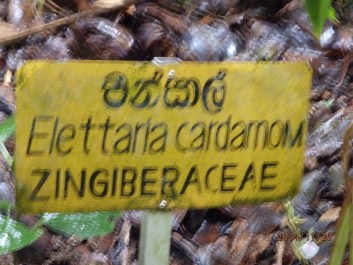 එන්සාල්
Elettaria cardamoM
ZINGIBERACEAE